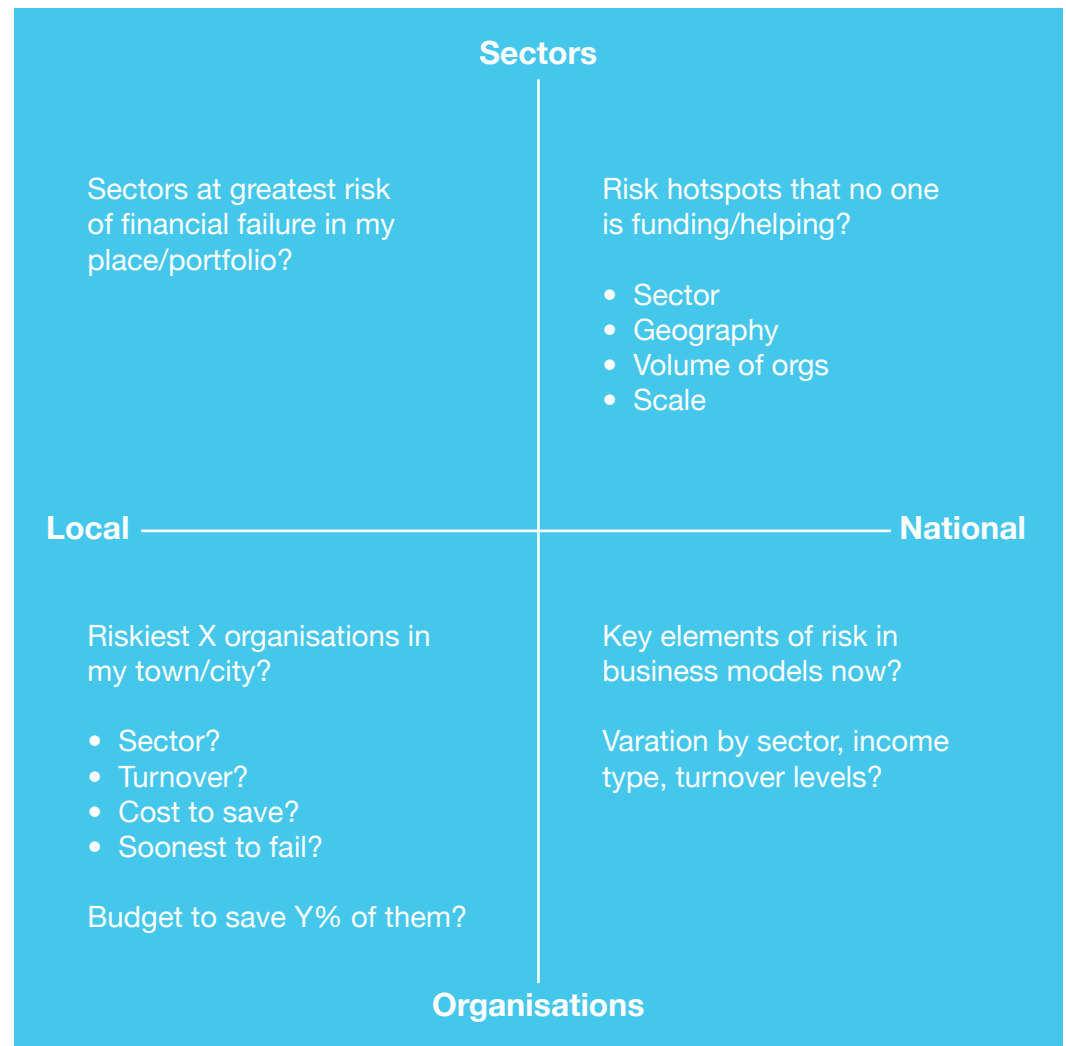 Sectors
Sectors at greatest risk
of financial failure in my
place/portfolio?
Risk hotspots that no one
is funding/helping?
• Sector
• Geography
• Volume of orgs
• Scale
Local
National
Riskiest X organisations in
my town/city?
• Sector?
• Turnover?
• Cost to save?
• Soonest to fail?
Budget to save Y% of them?
Key elements of risk in
business models now?
Varation by sector, income
type, turnover levels?
Organisations